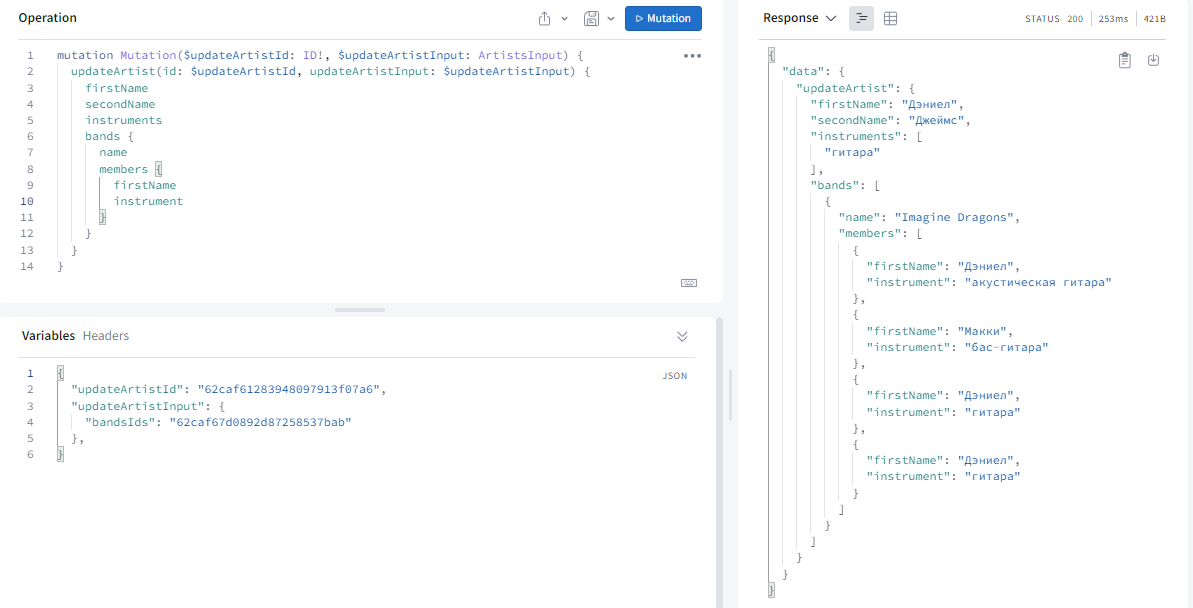 Operation
Mutation
1 mutation Mutation($updateArtistId: ID!, $updateArtistInput: ArtistsInput) {
2 updateArtist(id: $updateArtistId, updateArtistInput: $updateArtistInput) {
3 firstName
4 secondName
5 instruments
6 bands {
7 name
8 members {
9 firstName
10 instrument
11 }
12 }
13 }
14 }
Variables Headers
JSON
1 {
2 "updateArtistId": "62caf61283948097913f07a6",
3 "updateArtistInput": {
4 "bandsIds": "62caf67d0892d87258537bab"
5 },
6 }
Response
STATUS 200 253ms 421B
{
"data": {
"updateArtist": {
"firstName": "Дэниел",
"secondName": "Джеймс",
"instruments": [
"гитара"
],
"bands": [
{
"name": "Imagine Dragons",
"members": [
{
"firstName": "Дэниел",
"instrument": "акустическая гитара"
},
{
"firstName": "Макки",
"instrument": "бас-гитара"
},
{
"firstName": "Дэниел",
"instrument": "гитара"
},
{
"firstName": "Дэниел",
"instrument": "гитара"
}
]
}
]
}
}
}